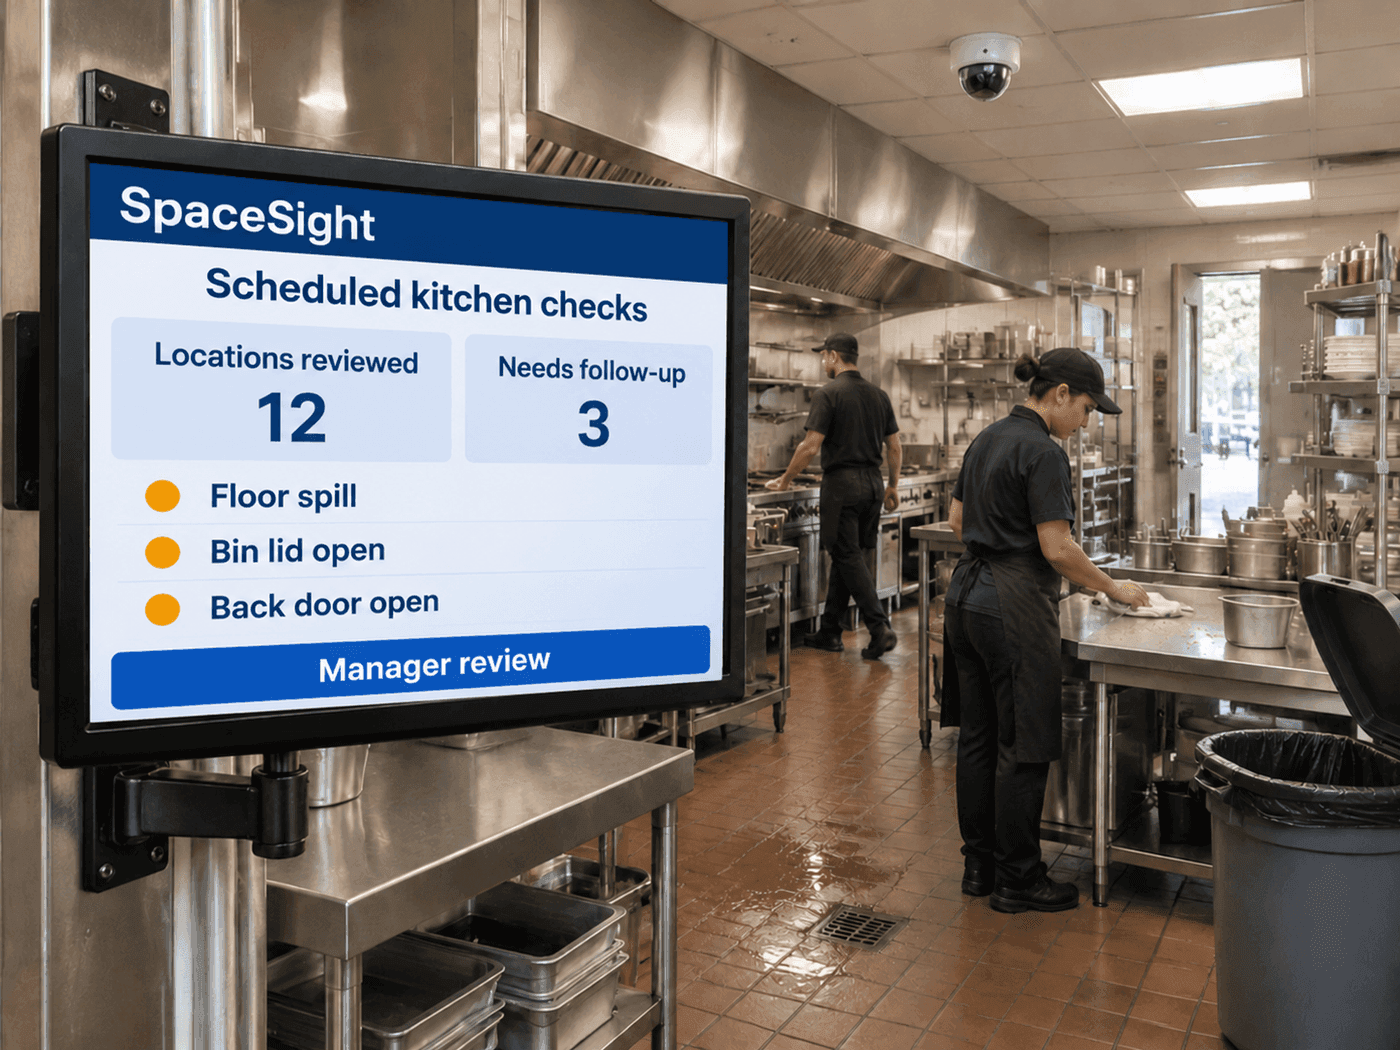 SpaceSight
Scheduled kitchen checks
Locations reviewed
12
Needs follow-up
3
Floor spill
Bin lid open
Back door open
Manager review